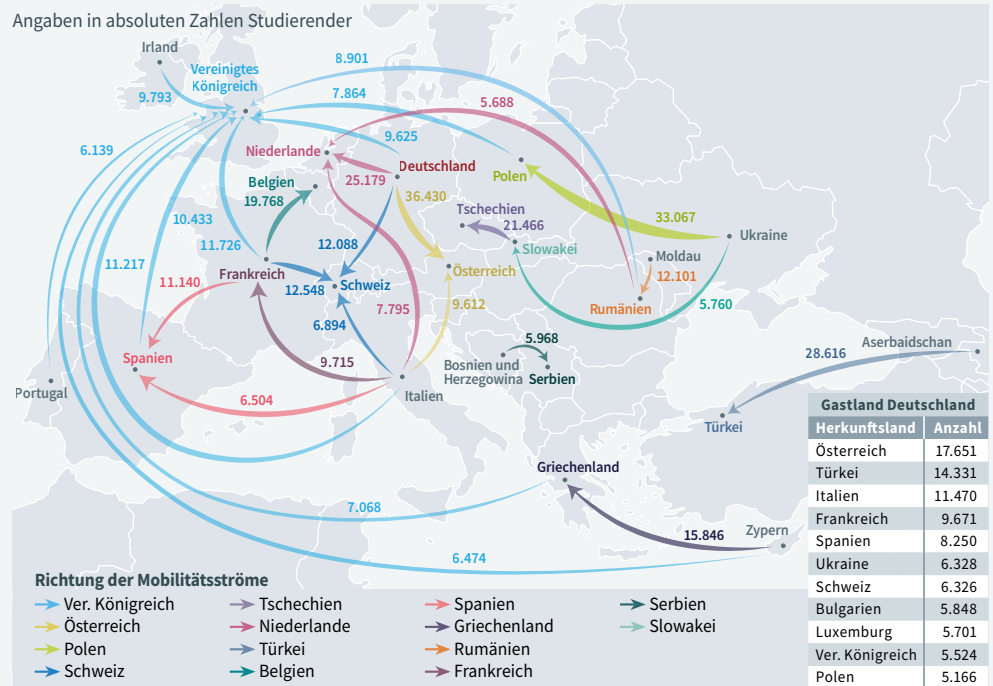 Angaben in absoluten Zahlen Studierender
Irland
Vereinigtes
Königreich
8.901
9.793
7.864
5.688
6.139
9.625
Niederlande
Deutschland
Polen
Belgien
25.179
19.768
36.430
Tschechien
33.067
10.433
21.466
Ukraine
11.726
12.088
Slowakei
Moldau
11.217
Frankreich
Österreich
12.101
11.140
12.548
Schweiz
Rumänien
5.760
7.795
9.612
6.894
5.968
Aserbaidschan
28.616
Spanien
9.715
Bosnien und
Herzegowina
Serbien
Portugal
Italien
6.504
Türkei
Griechenland
7.068
15.846
Zypern
6.474
Gastland Deutschland
Herkunftsland Anzahl
Österreich 17.651
Türkei 14.331
Italien 11.470
Frankreich 9.671
Spanien 8.250
Ukraine 6.328
Schweiz 6.326
Bulgarien 5.848
Luxemburg 5.701
Ver. Königreich 5.524
Polen 5.166
Richtung der Mobilitätsströme
Ver. Königreich
Österreich
Polen
Schweiz
Tschechien
Niederlande
Türkei
Belgien
Spanien
Griechenland
Rumänien
Frankreich
Serbien
Slowakei